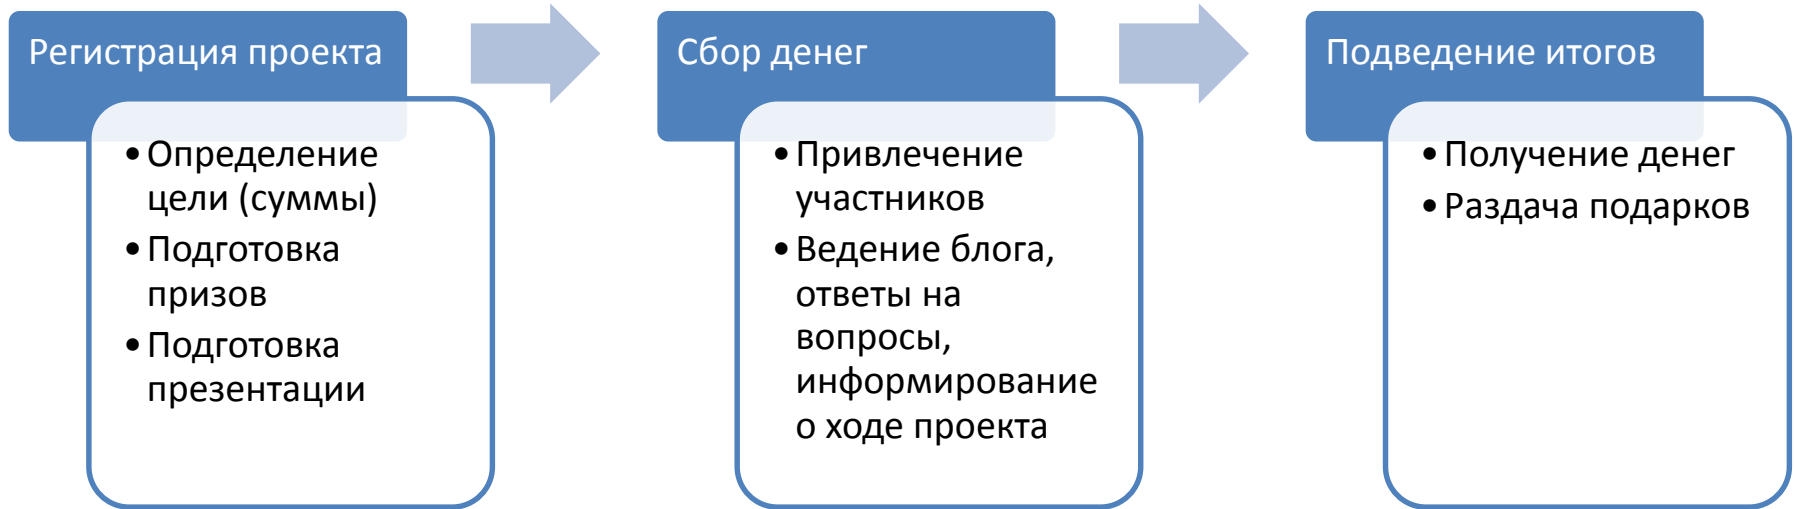 Регистрация проекта
• Определение
цели (суммы)
• Подготовка
призов
• Подготовка
презентации
Сбор денег
• Привлечение
участников
• Ведение блога,
ответы на
вопросы,
информирование
о ходе проекта
Подведение итогов
• Получение денег
• Раздача подарков